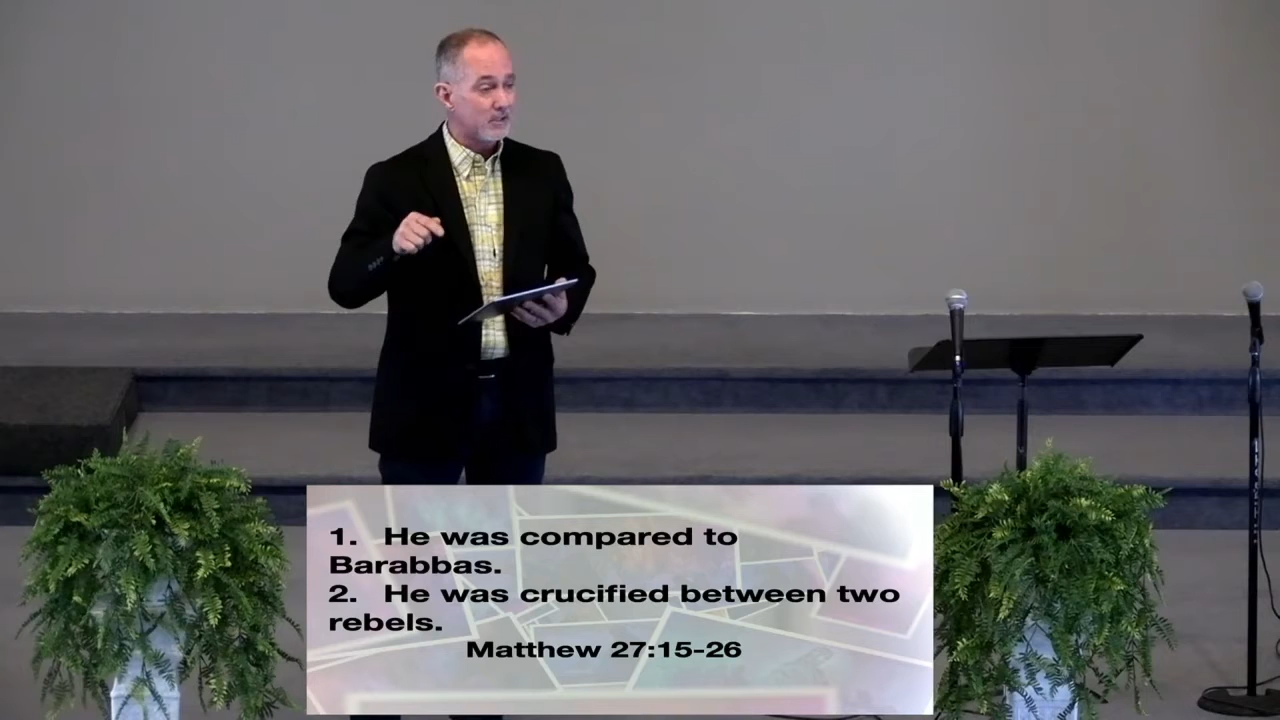 1. He was compared to
Barabbas.
2. He was crucified between two
rebels.
Matthew 27:15-26